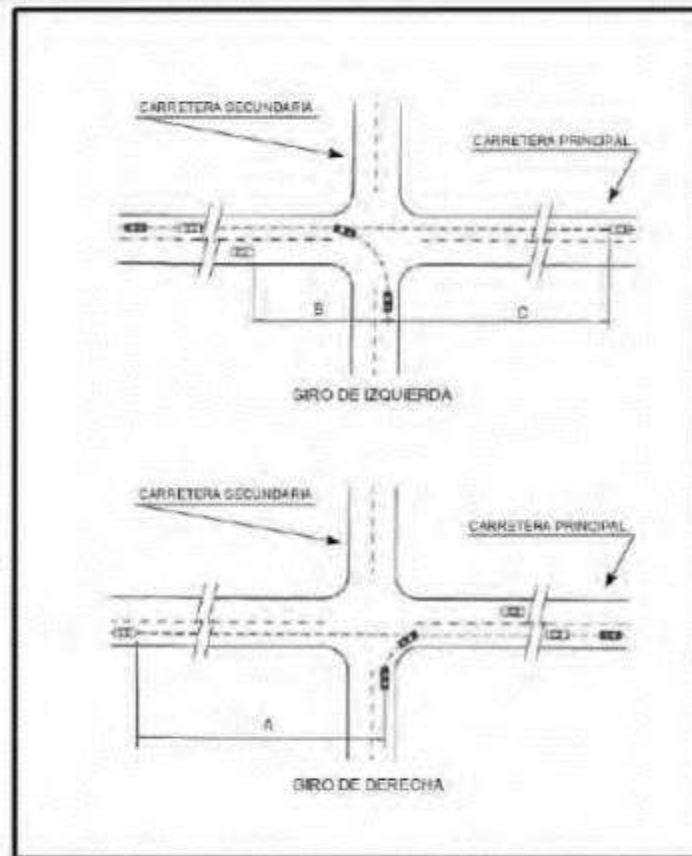 CARRETERA SECUNDARIA
CARRETERA PRINCIPAL
B
C
GIRO DE IZQUIERDA
CARRETERA SECUNDARIA
CARRETERA PRINCIPAL
A
GIRO DE DERECHA